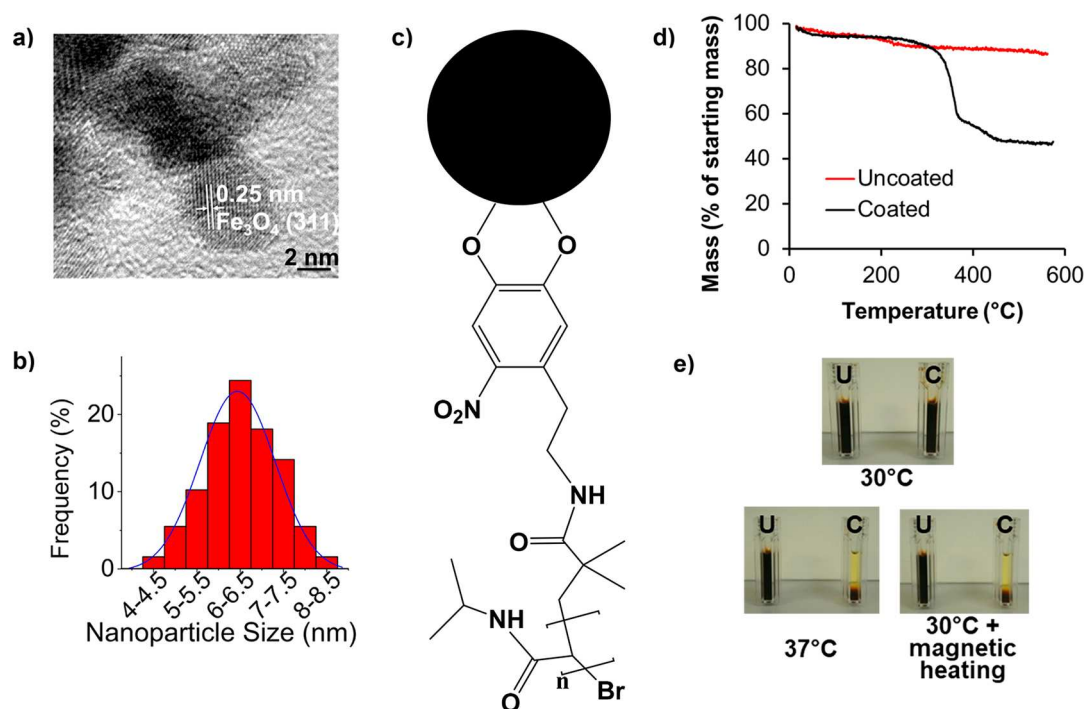 a)
0.25 nm
Fe₃O₄ (311)
2 nm
b)
Frequency (%)
20
10
0
4-4.5
5-5.5
6-6.5
7-7.5
8-8.5
Nanoparticle Size (nm)
c)
O
O
O₂N
NH
O
NH
O
n
Br
d)
Mass (% of starting mass)
100
80
60
40
20
0
Uncoated
Coated
0
200
400
600
Temperature (°C)
e)
U
C
30°C
U
C
37°C
U
C
30°C +
magnetic
heating